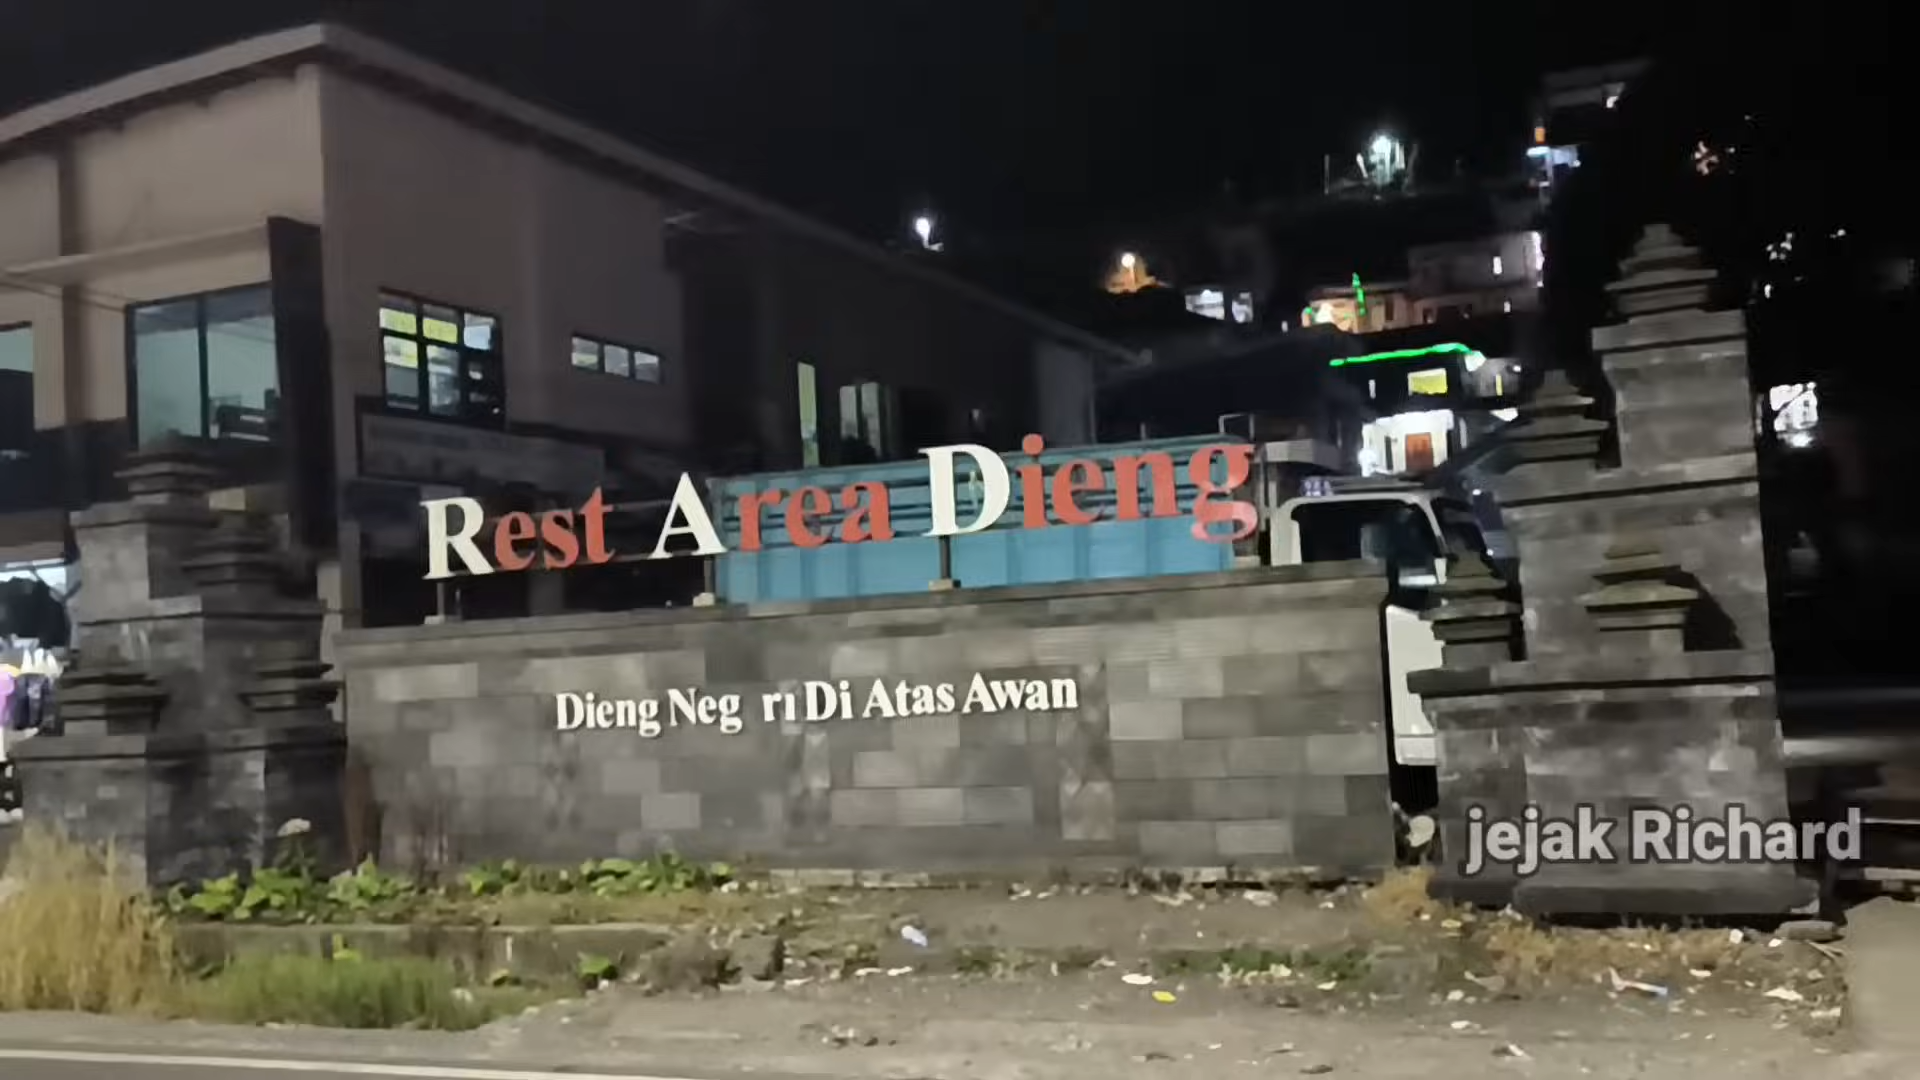 Rest Area Dieng
Dieng Neg ri Di Atas Awan
jejak Richard